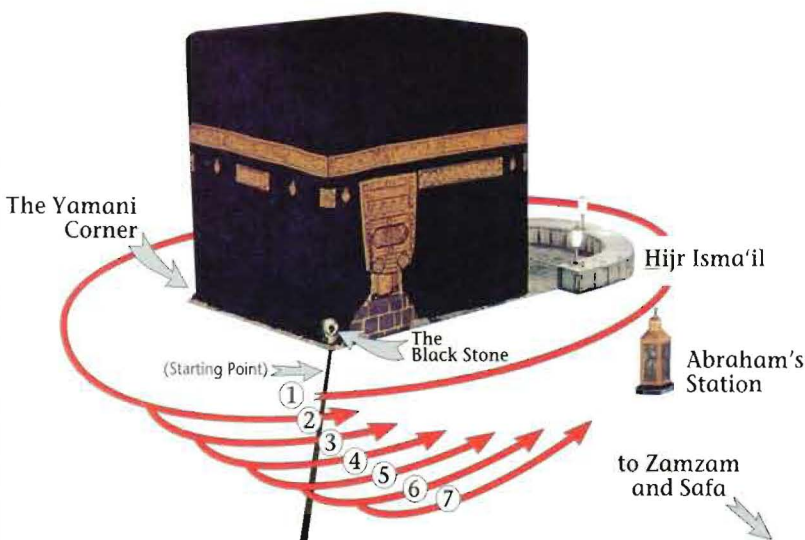 The Yamani
Corner
Hijr Isma‘il
The
Black Stone
(Starting Point)
Abraham's
Station
1
2
3
4
5
6
7
to Zamzam
and Safa